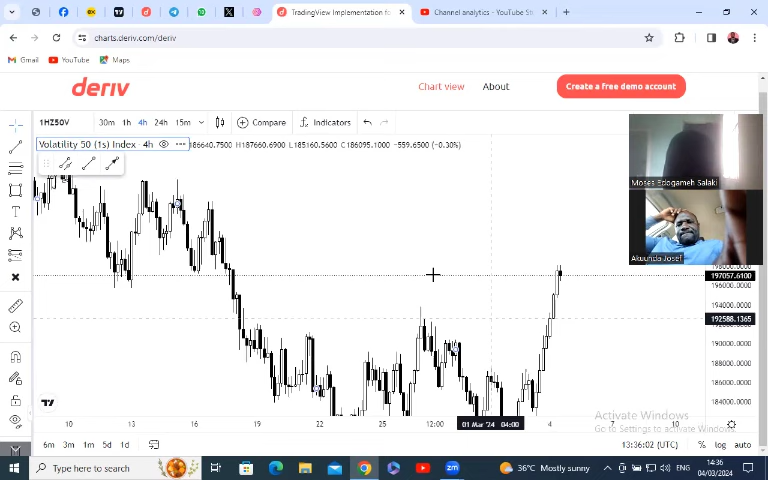 TradingView Implementation fo
Channel analytics - YouTube St
charts.deriv.com/deriv
Gmail
YouTube
Maps
deriv
Chart view
About
Create a free demo account
1HZ50V
30m
1h
4h
24h
15m
Compare
Indicators
Volatility 50 (1s) Index · 4h
186640.7500 H187660.6900 L185160.5600 C186095.1000 −559.6500 (−0.30%)
Moses Edogameh Salaki
Akuunda Josef
197057.6100
196000.0000
194000.0000
192588.1365
190000.0000
188000.0000
186000.0000
184000.0000
10
13
16
19
22
25
12:00
01 Mar '24 04:00
4
7
10
Activate Windows
Go to Settings to activate Windows.
6m
3m
1m
5d
1d
13:36:02 (UTC)
%
log
auto
Type here to search
zm
36°C Mostly sunny
ENG
14:36
04/03/2024